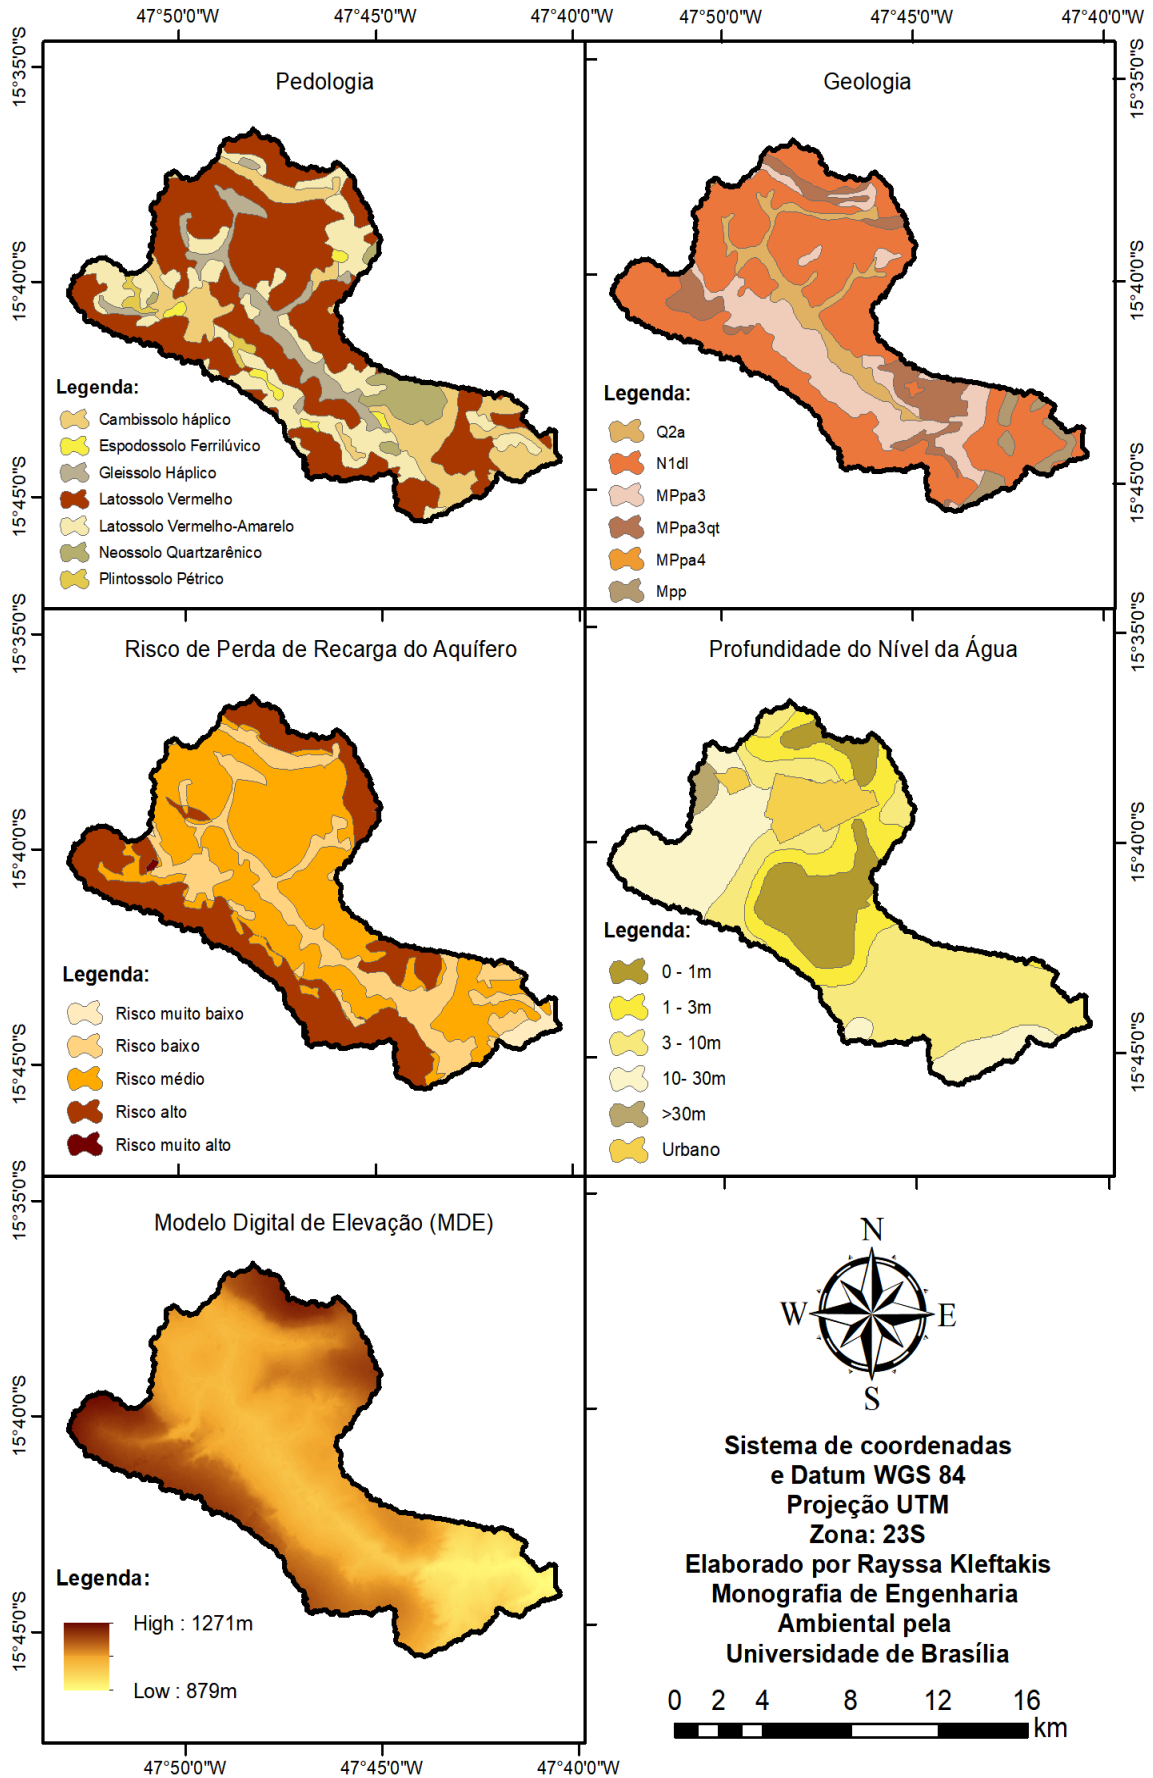 47°50'0"W 47°45'0"W 47°40'0"W 47°50'0"W 47°45'0"W 47°40'0"W
15°35'0"S
15°40'0"S
15°45'0"S
Pedologia
Legenda:
Cambissolo háplico
Espodossolo Ferrilúvico
Gleissolo Háplico
Latossolo Vermelho
Latossolo Vermelho-Amarelo
Neossolo Quartzarênico
Plintossolo Pétrico
Geologia
Legenda:
Q2a
N1dl
MPpa3
MPpa3qt
MPpa4
Mpp
15°35'0"S
15°40'0"S
15°45'0"S
15°35'0"S
15°40'0"S
15°45'0"S
Risco de Perda de Recarga do Aquífero
Legenda:
Risco muito baixo
Risco baixo
Risco médio
Risco alto
Risco muito alto
Profundidade do Nível da Água
Legenda:
0 - 1m
1 - 3m
3 - 10m
10- 30m
>30m
Urbano
15°35'0"S
15°40'0"S
15°45'0"S
15°35'0"S
15°40'0"S
15°45'0"S
Modelo Digital de Elevação (MDE)
Legenda:
High : 1271m
Low : 879m
47°50'0"W 47°45'0"W 47°40'0"W
N
W E
S
Sistema de coordenadas
e Datum WGS 84
Projeção UTM
Zona: 23S
Elaborado por Rayssa Kleftakis
Monografia de Engenharia
Ambiental pela
Universidade de Brasília
0 2 4 8 12 16
km